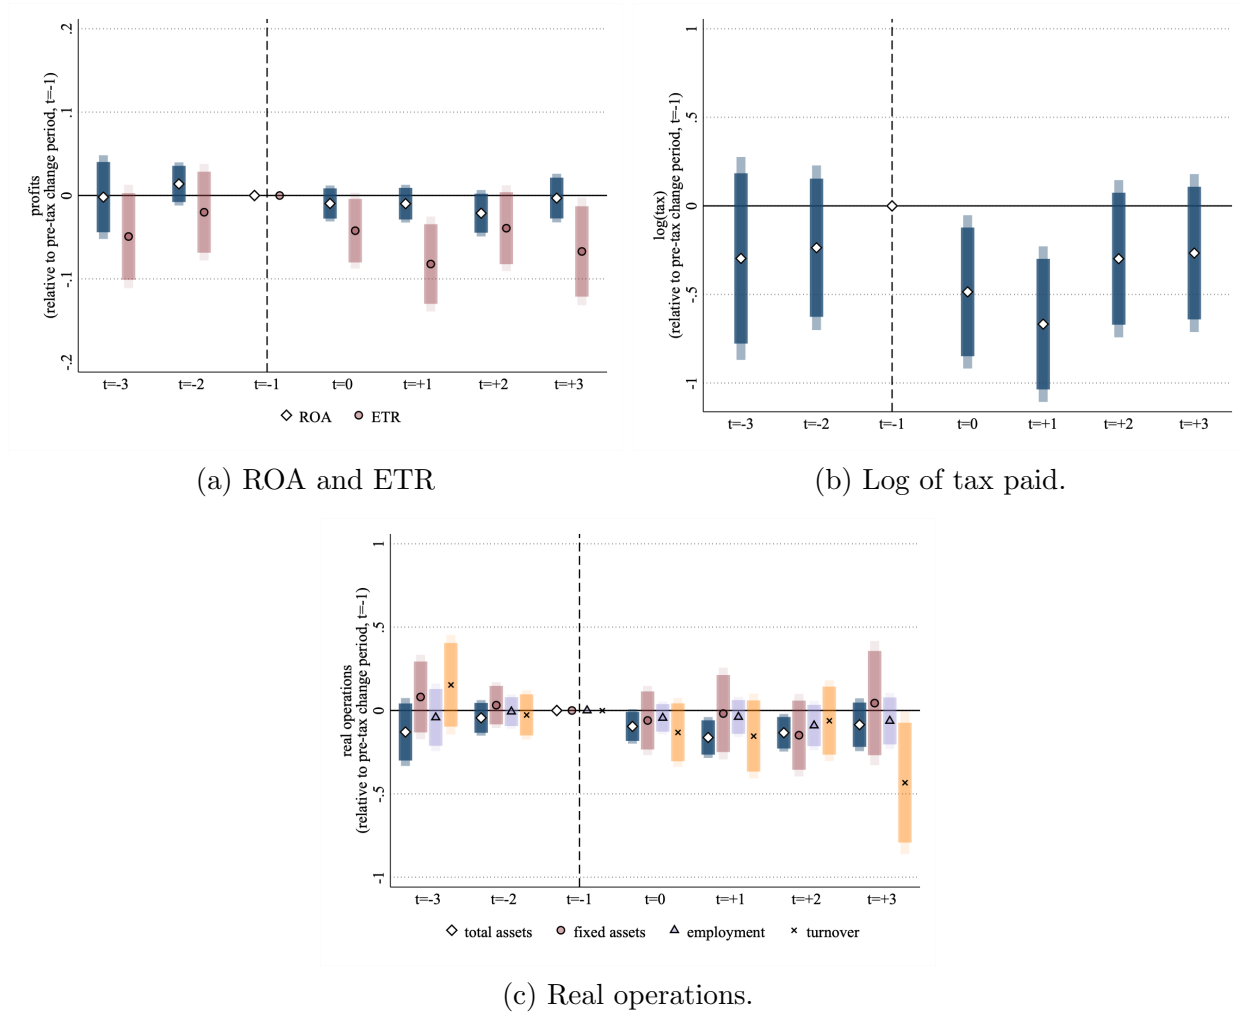 profits
(relative to pre-tax change period, t=-1)
.2
.1
0
-.1
-.2
t=-3 t=-2 t=-1 t=0 t=+1 t=+2 t=+3
ROA ETR
(a) ROA and ETR
log(tax)
(relative to pre-tax change period, t=-1)
1
.5
0
-.5
-1
t=-3 t=-2 t=-1 t=0 t=+1 t=+2 t=+3
(b) Log of tax paid.
real operations
(relative to pre-tax change period, t=-1)
1
.5
0
-.5
-1
t=-3 t=-2 t=-1 t=0 t=+1 t=+2 t=+3
total assets fixed assets employment turnover
(c) Real operations.